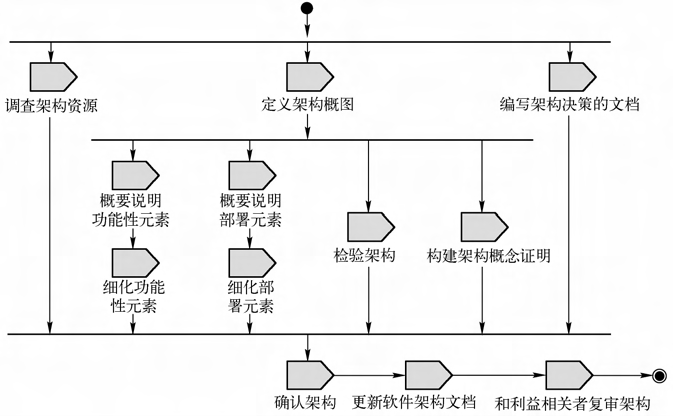 调查架构资源
定义架构概图
编写架构决策的文档
概要说明
功能性元素
概要说明
部署元素
检验架构
构建架构概念证明
细化功能
性元素
细化部
署元素
确认架构
更新软件架构文档
和利益相关者复审架构